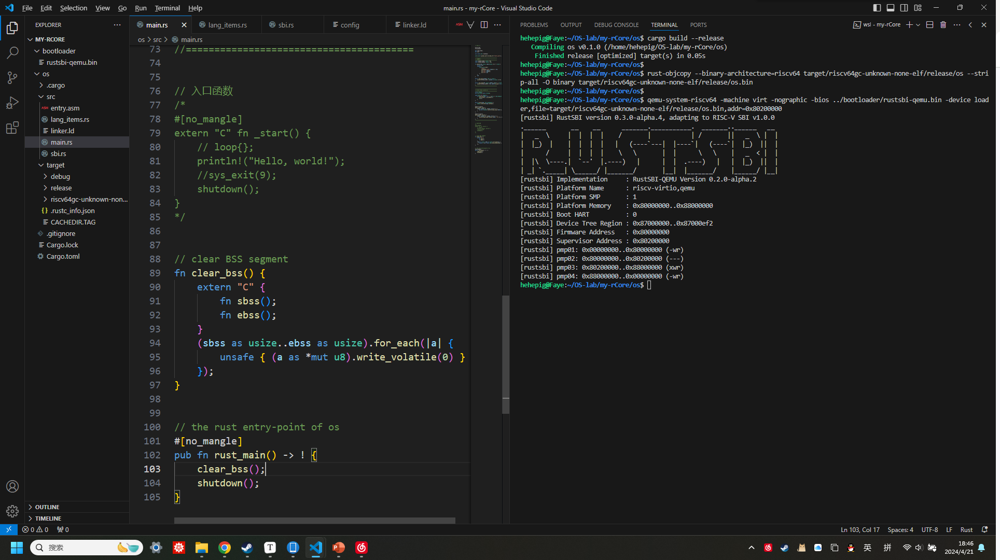 File Edit Selection View Go Run Terminal Help
main.rs - my-rCore - Visual Studio Code
EXPLORER
MY-RCORE
bootloader
rustsbi-qemu.bin
os
.cargo
src
entry.asm
lang_items.rs
linker.ld
main.rs
sbi.rs
target
debug
release
riscv64gc-unknown-non...
.rustc_info.json
CACHEDIR.TAG
.gitignore
Cargo.lock
Cargo.toml
OUTLINE
TIMELINE
main.rs lang_items.rs sbi.rs config linker.ld
os > src > main.rs
73 //========================================
74
75
76 // 入口函数
77 /*
78 #[no_mangle]
79 extern "C" fn _start() {
80 // loop{};
81 println!("Hello, world!");
82 //sys_exit(9);
83 shutdown();
84 }
85 */
86
87
88 // clear BSS segment
89 fn clear_bss() {
90 extern "C" {
91 fn sbss();
92 fn ebss();
93 }
94 (sbss as usize..ebss as usize).for_each(|a| {
95 unsafe { (a as *mut u8).write_volatile(0) }
96 });
97 }
98
99
100 // the rust entry-point of os
101 #[no_mangle]
102 pub fn rust_main() -> ! {
103 clear_bss();
104 shutdown();
105 }
PROBLEMS OUTPUT DEBUG CONSOLE TERMINAL PORTS
wsl - my-rCore
hehepig@Faye:~/OS-lab/my-rCore/os$ cargo build --release
Compiling os v0.1.0 (/home/hehepig/OS-lab/my-rCore/os)
Finished release [optimized] target(s) in 0.05s
hehepig@Faye:~/OS-lab/my-rCore/os$
hehepig@Faye:~/OS-lab/my-rCore/os$ rust-objcopy --binary-architecture=riscv64 target/riscv64gc-unknown-none-elf/release/os --stri
p-all -O binary target/riscv64gc-unknown-none-elf/release/os.bin
hehepig@Faye:~/OS-lab/my-rCore/os$
hehepig@Faye:~/OS-lab/my-rCore/os$ qemu-system-riscv64 -machine virt -nographic -bios ../bootloader/rustsbi-qemu.bin -device load
er,file=target/riscv64gc-unknown-none-elf/release/os.bin,addr=0x80200000
[rustsbi] RustSBI version 0.3.0-alpha.4, adapting to RISC-V SBI v1.0.0
RUSTSBI
[rustsbi] Implementation : RustSBI-QEMU Version 0.2.0-alpha.2
[rustsbi] Platform Name : riscv-virtio,qemu
[rustsbi] Platform SMP : 1
[rustsbi] Platform Memory : 0x80000000..0x88000000
[rustsbi] Boot HART : 0
[rustsbi] Device Tree Region : 0x87000000..0x87000ef2
[rustsbi] Firmware Address : 0x80000000
[rustsbi] Supervisor Address : 0x80200000
[rustsbi] pmp01: 0x00000000..0x80000000 (-wr)
[rustsbi] pmp02: 0x80000000..0x80200000 (---)
[rustsbi] pmp03: 0x80200000..0x88000000 (xwr)
[rustsbi] pmp04: 0x88000000..0x00000000 (-wr)
hehepig@Faye:~/OS-lab/my-rCore/os$
0 0 0
Ln 103, Col 17 Spaces: 4 UTF-8 LF Rust
搜索
英 拼
18:46
2024/4/21